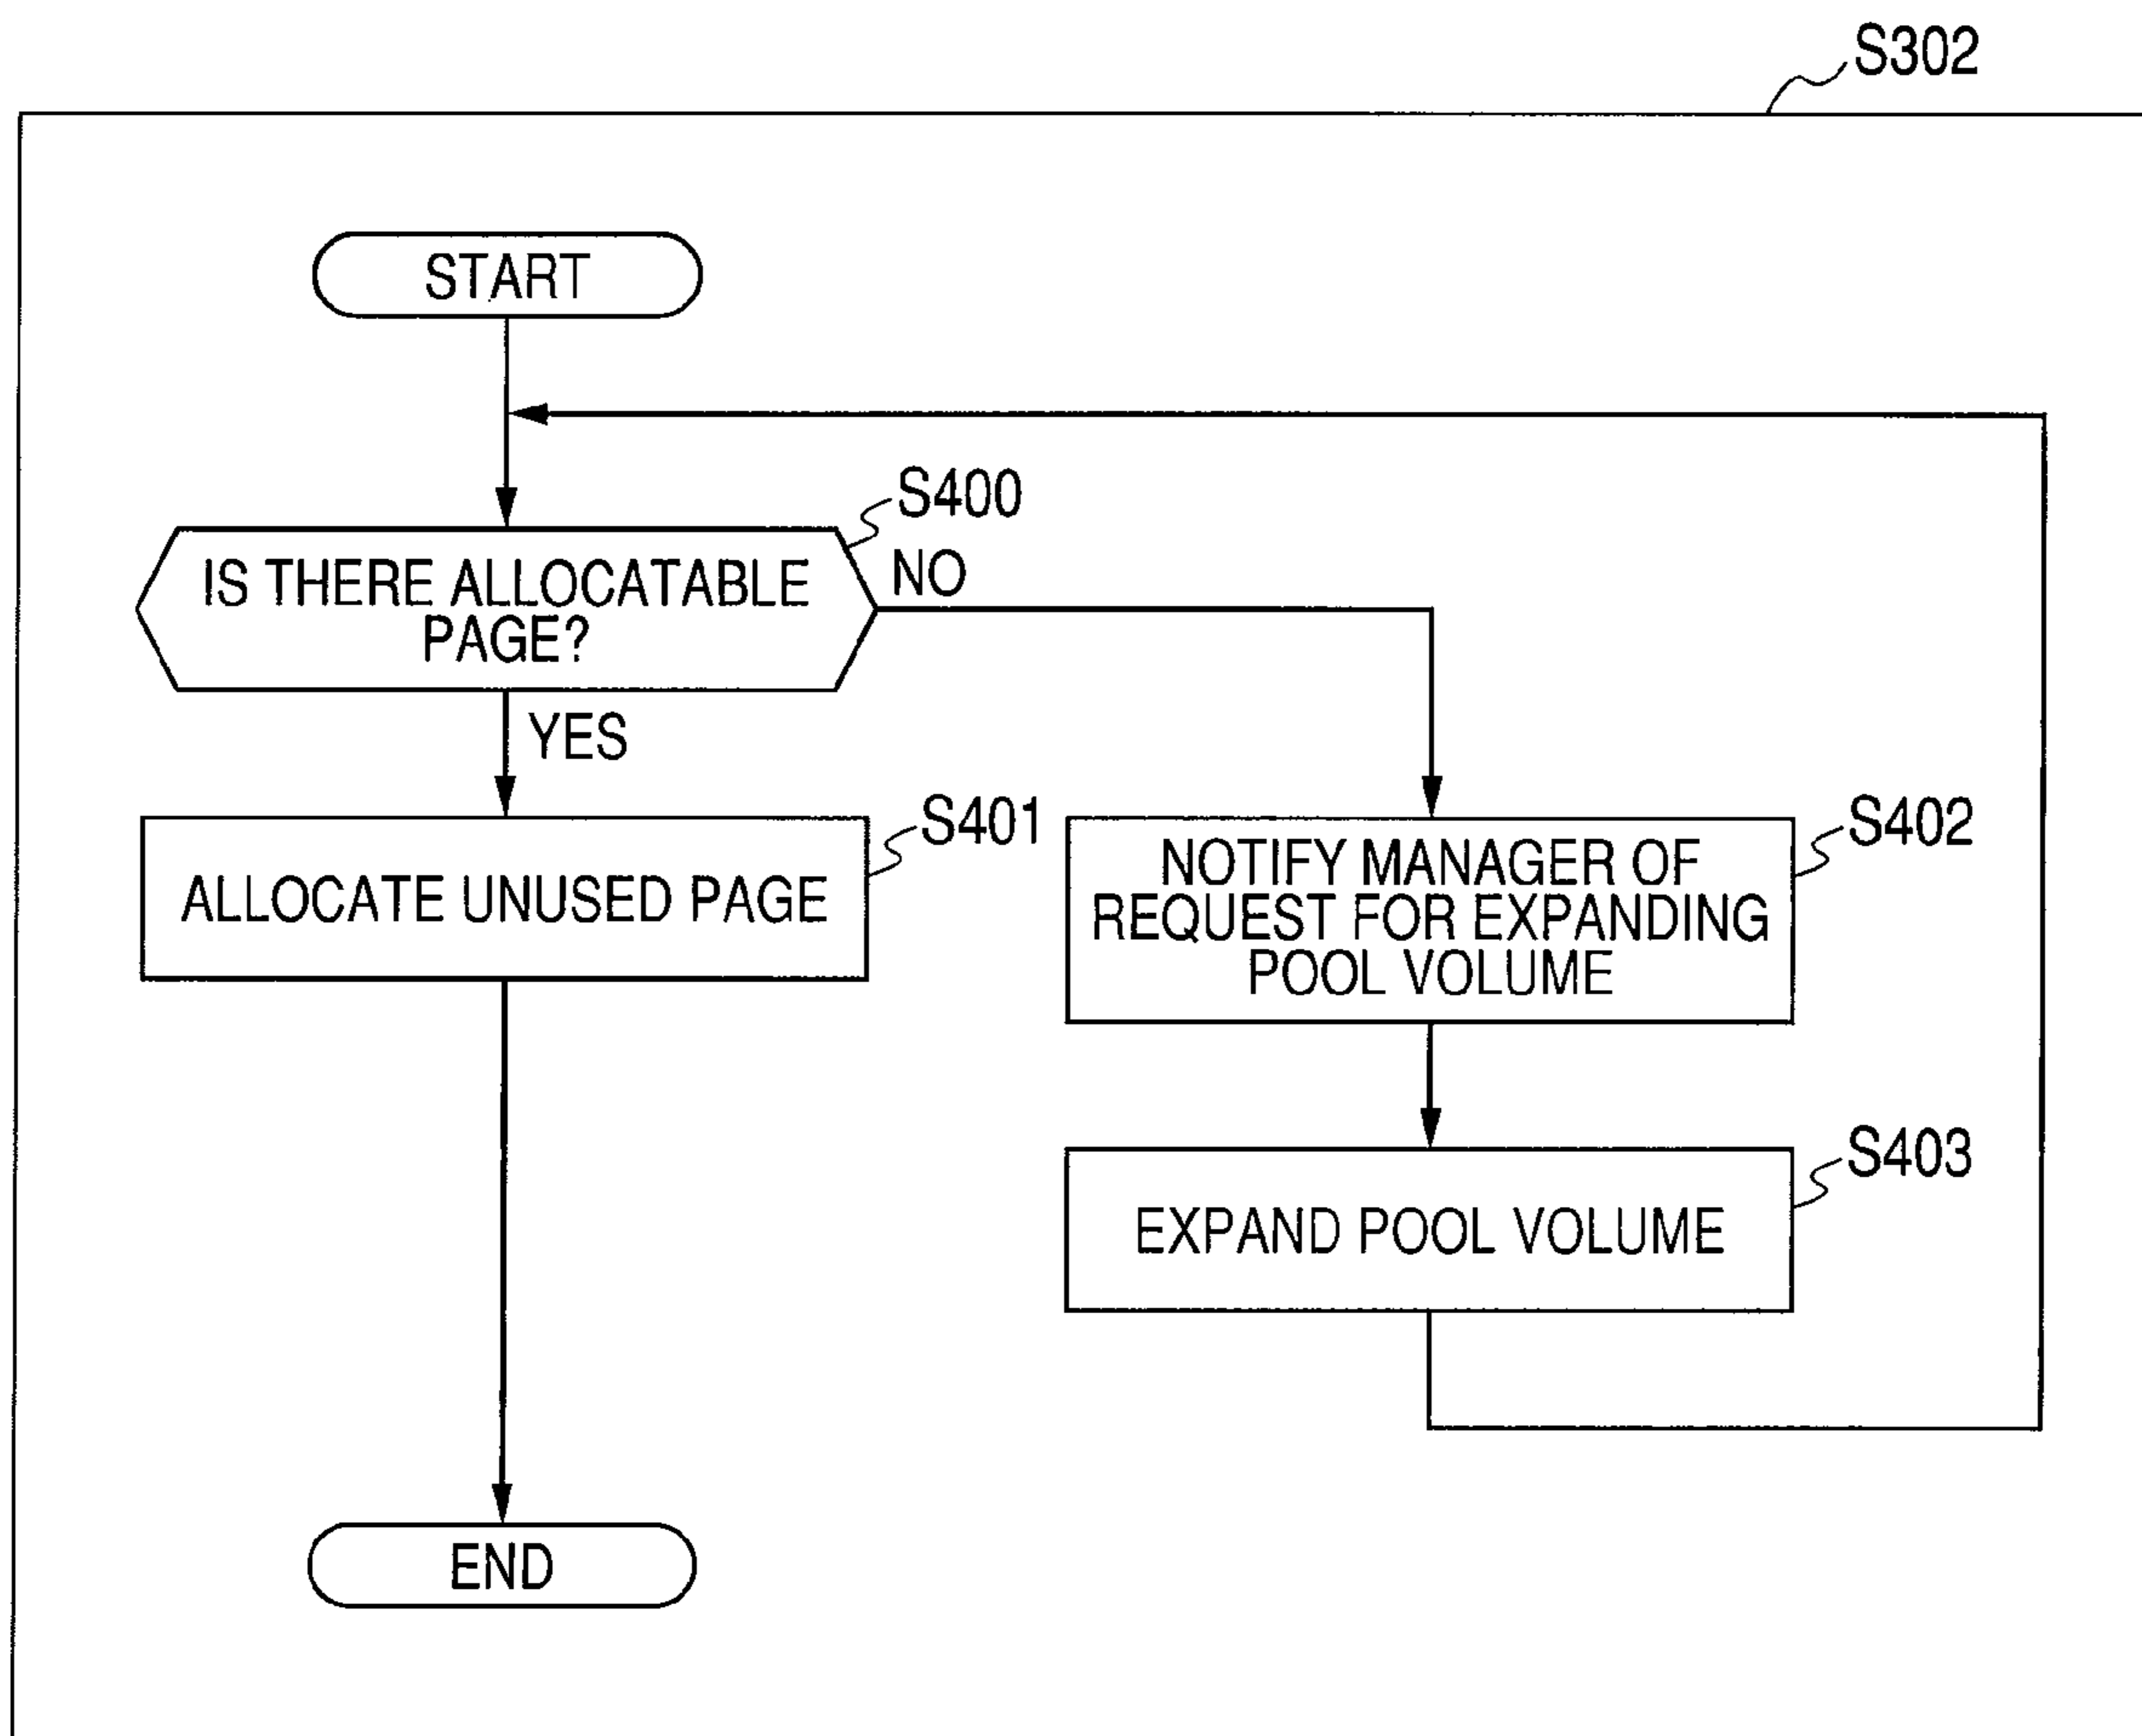 S302
START
S400
IS THERE ALLOCATABLE
PAGE?
NO
YES
S401
ALLOCATE UNUSED PAGE
S402
NOTIFY MANAGER OF
REQUEST FOR EXPANDING
POOL VOLUME
S403
EXPAND POOL VOLUME
END